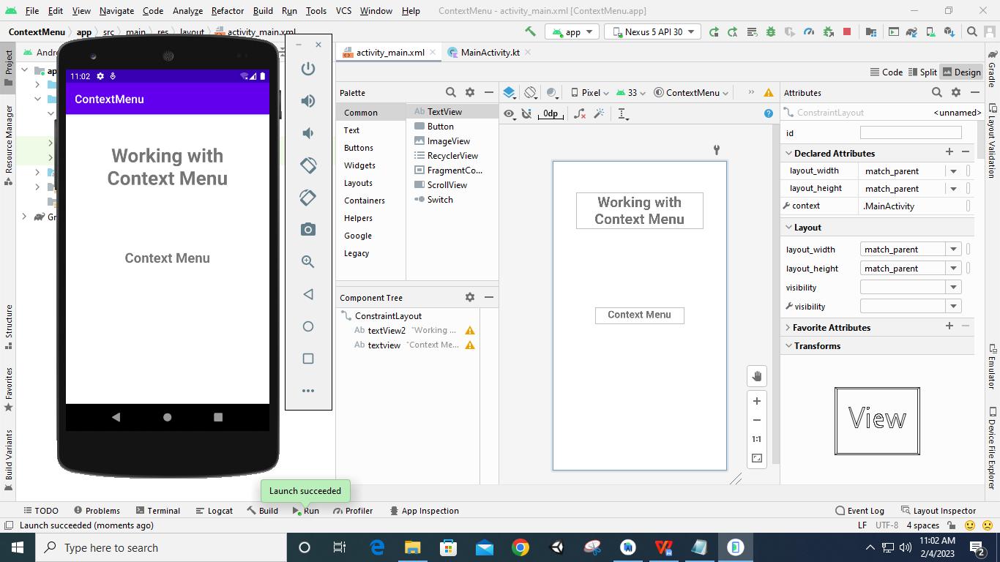 File Edit View Navigate Code Analyze Refactor Build Run Tools VCS Window Help ContextMenu - activity_main.xml [ContextMenu.app]
ContextMenu app src main res layout activity_main.xml app Nexus 5 API 30
Project
Resource Manager
Structure
Favorites
Build Variants
11:02
ContextMenu
Working with
Context Menu
Context Menu
activity_main.xml MainActivity.kt
Code Split Design
Palette
Common
Text
Buttons
Widgets
Layouts
Containers
Helpers
Google
Legacy
Ab TextView
Button
ImageView
RecyclerView
FragmentCo...
ScrollView
Switch
Component Tree
ConstraintLayout
Ab textView2 "Working ...
Ab textview "Context Me...
Pixel 33 ContextMenu
0dp
Working with
Context Menu
Context Menu
1:1
Attributes
ConstraintLayout <unnamed>
id
Declared Attributes
layout_width match_parent
layout_height match_parent
context .MainActivity
Layout
layout_width match_parent
layout_height match_parent
visibility
visibility
Favorite Attributes
Transforms
View
Gradle
Layout Validation
Emulator
Device File Explorer
Launch succeeded
TODO Problems Terminal Logcat Build Run Profiler App Inspection Event Log Layout Inspector
Launch succeeded (moments ago) LF UTF-8 4 spaces
Type here to search
11:02 AM
2/4/2023
2